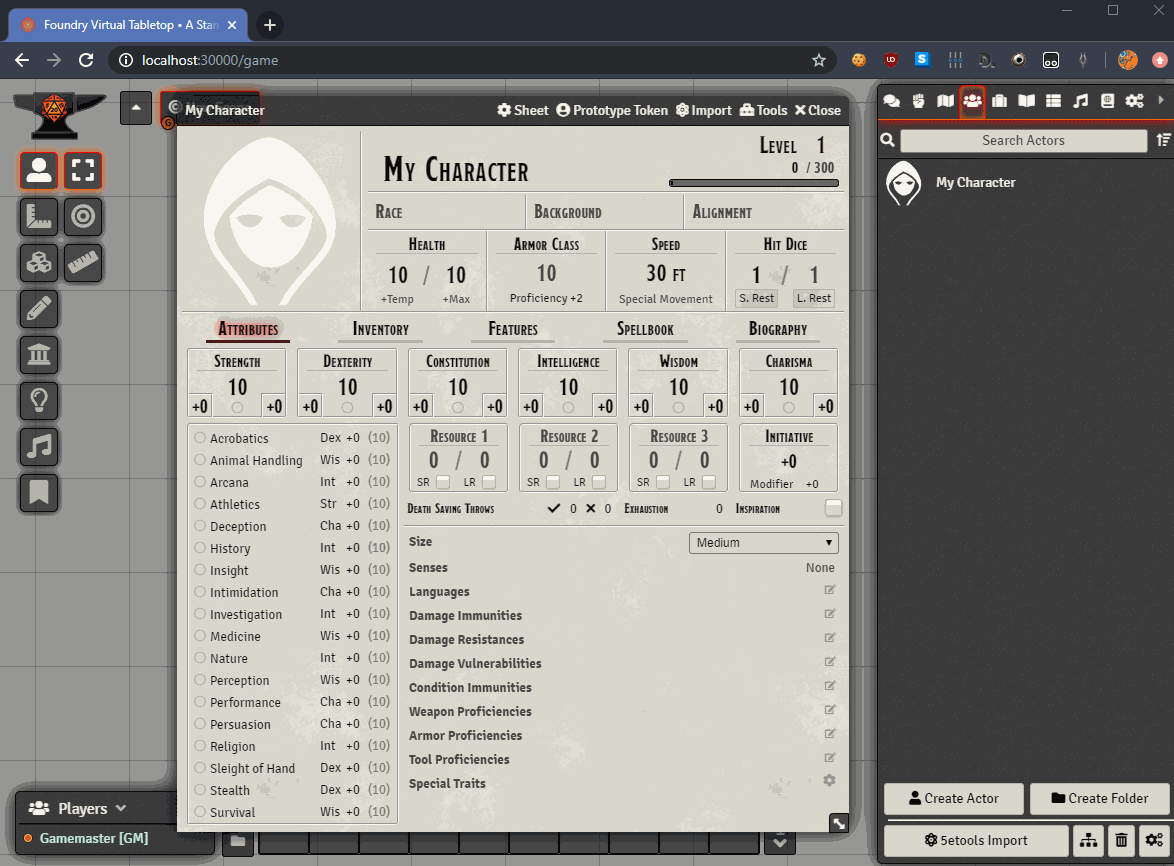 Foundry Virtual Tabletop • A Stan
localhost:30000/game
My Character
Sheet Prototype Token Import Tools Close
G
My Character
Level 1
0 / 300
Race Background Alignment
Health Armor Class Speed Hit Dice
10 / 10 10 30 ft 1 / 1
+Temp +Max Proficiency +2 Special Movement S. Rest L. Rest
Attributes Inventory Features Spellbook Biography
Strength Dexterity Constitution Intelligence Wisdom Charisma
10 10 10 10 10 10
+0 +0 +0 +0 +0 +0 +0 +0 +0 +0 +0 +0
Acrobatics Dex +0 (10)
Animal Handling Wis +0 (10)
Arcana Int +0 (10)
Athletics Str +0 (10)
Deception Cha +0 (10)
History Int +0 (10)
Insight Wis +0 (10)
Intimidation Cha +0 (10)
Investigation Int +0 (10)
Medicine Wis +0 (10)
Nature Int +0 (10)
Perception Wis +0 (10)
Performance Cha +0 (10)
Persuasion Cha +0 (10)
Religion Int +0 (10)
Sleight of Hand Dex +0 (10)
Stealth Dex +0 (10)
Survival Wis +0 (10)
Resource 1 Resource 2 Resource 3 Initiative
0 / 0 0 / 0 0 / 0 +0
SR LR SR LR SR LR Modifier +0
Death Saving Throws 0 0 Exhaustion 0 Inspiration
Size Medium
Senses None
Languages
Damage Immunities
Damage Resistances
Damage Vulnerabilities
Condition Immunities
Weapon Proficiencies
Armor Proficiencies
Tool Proficiencies
Special Traits
Search Actors
My Character
Create Actor Create Folder
5etools Import
Players
Gamemaster [GM]